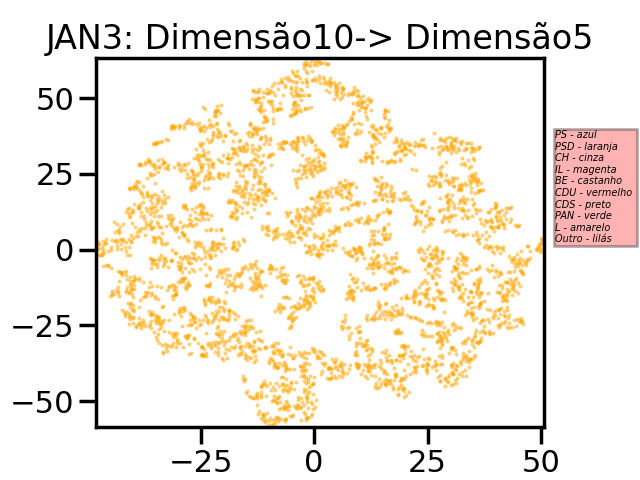 JAN3: Dimensão10-> Dimensão5
50
25
0
−25
−50
−25
0
25
50
PS - azul
PSD - laranja
CH - cinza
IL - magenta
BE - castanho
CDU - vermelho
CDS - preto
PAN - verde
L - amarelo
Outro - lilás